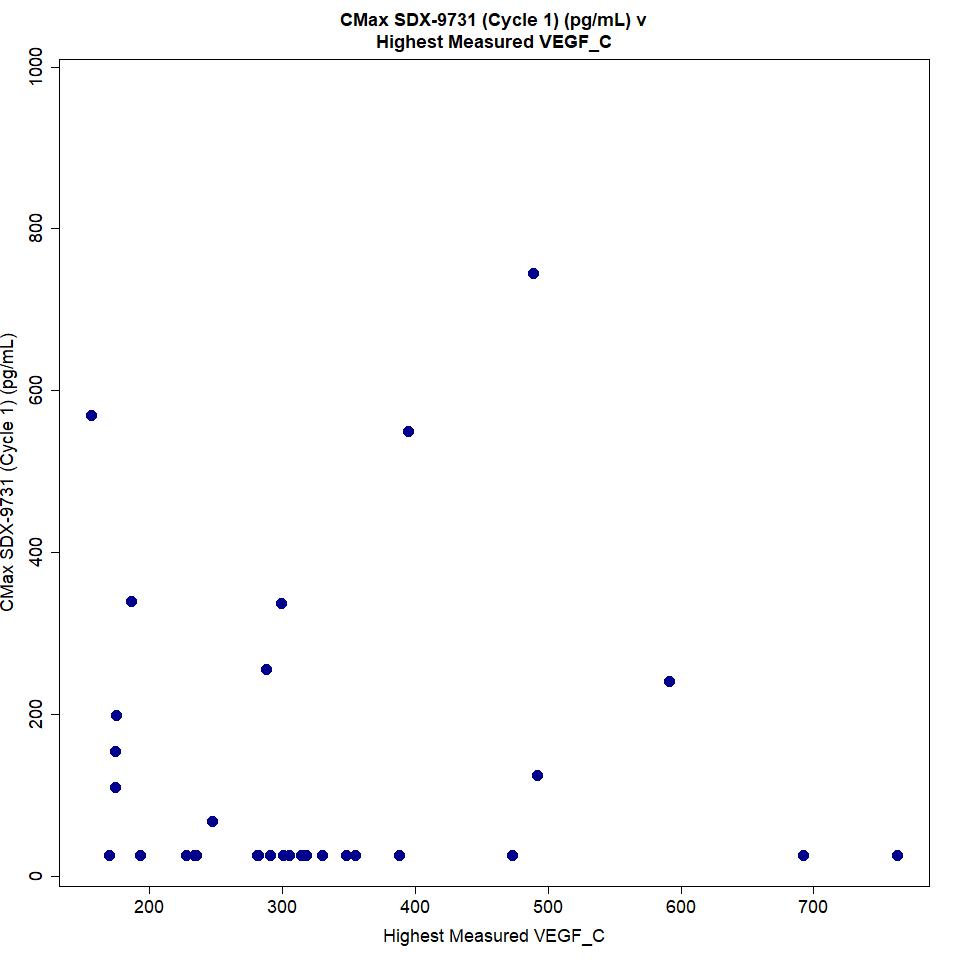 CMax SDX-9731 (Cycle 1) (pg/mL) v
Highest Measured VEGF_C
CMax SDX-9731 (Cycle 1) (pg/mL)
1000
800
600
400
200
0
200 300 400 500 600 700
Highest Measured VEGF_C